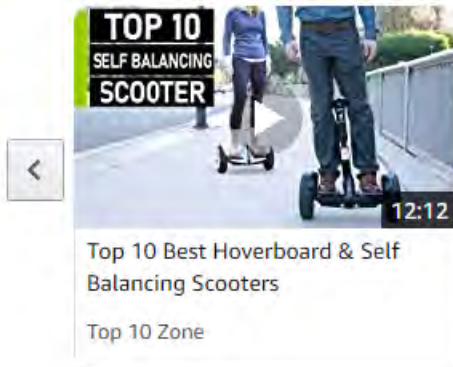 TOP 10
SELF BALANCING
SCOOTER
12:12
Top 10 Best Hoverboard & Self
Balancing Scooters
Top 10 Zone